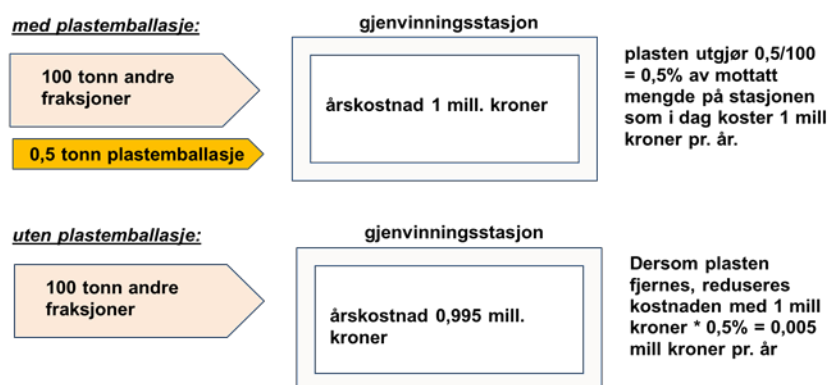 med plastemballasje:
gjenvinningsstasjon
100 tonn andre
fraksjoner
0,5 tonn plastemballasje
årskostnad 1 mill. kroner
plasten utgjør 0,5/100
= 0,5% av mottatt
mengde på stasjonen
som i dag koster 1 mill
kroner pr. år.
uten plastemballasje:
gjenvinningsstasjon
100 tonn andre
fraksjoner
årskostnad 0,995 mill.
kroner
Dersom plasten
fjernes, reduseres
kostnaden med 1 mill
kroner * 0,5% = 0,005
mill kroner pr. år